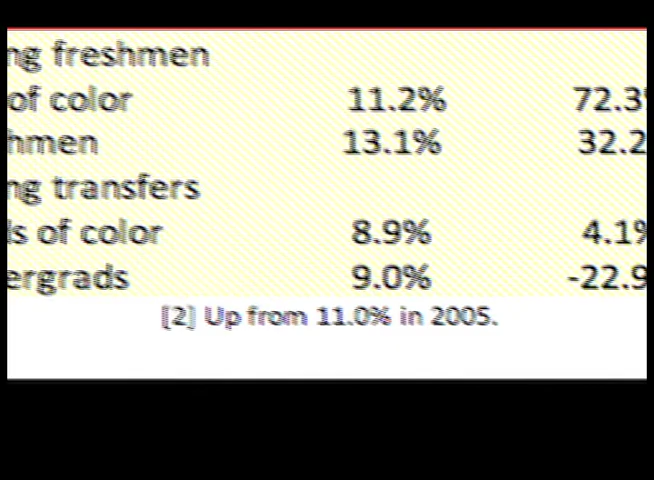 ng freshmen
of color 11.2% 72.3
hmen 13.1% 32.2
ng transfers
ls of color 8.9% 4.1%
ergrads 9.0% -22.9
[2] Up from 11.0% in 2005.